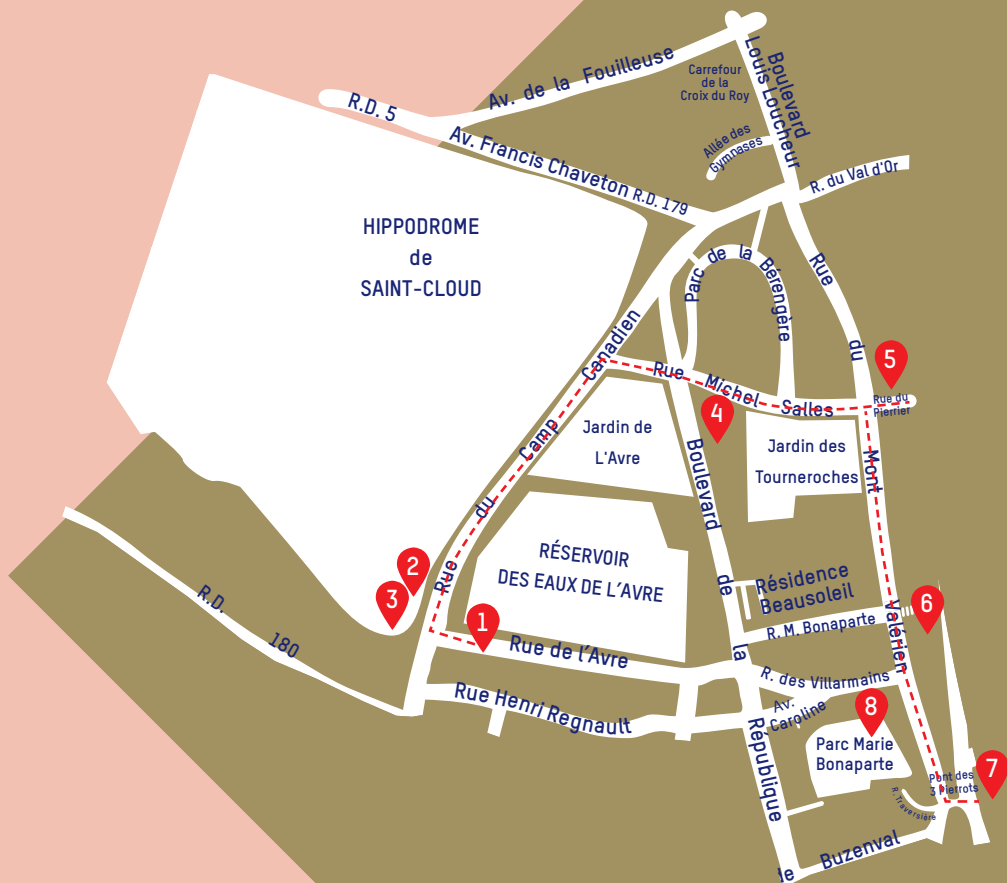 Av. de la Fouilleuse
Boulevard
Louis Loucheur
Carrefour
de la
Croix du Roy
R.D. 5
Av. Francis Chaveton R.D. 179
Allée des
Gymnases
R. du Val d'Or
HIPPODROME
de
SAINT-CLOUD
Parc de la Bérengère
Rue du Mont Valérien
Rue du Camp Canadien
Rue Michel Salles
5
Rue du
Pierrier
4
Jardin de
L'Avre
Jardin des
Tourneroches
Boulevard de la République
RÉSERVOIR
DES EAUX DE L'AVRE
2
3
1
R.D. 180
Résidence
Beausoleil
6
R. M. Bonaparte
Rue de l'Avre
R. des Villarmains
Rue Henri Regnault
Av.
Caroline
8
Parc Marie
Bonaparte
7
Pont des
3 Pierrots
R. Traversière
de Buzenval